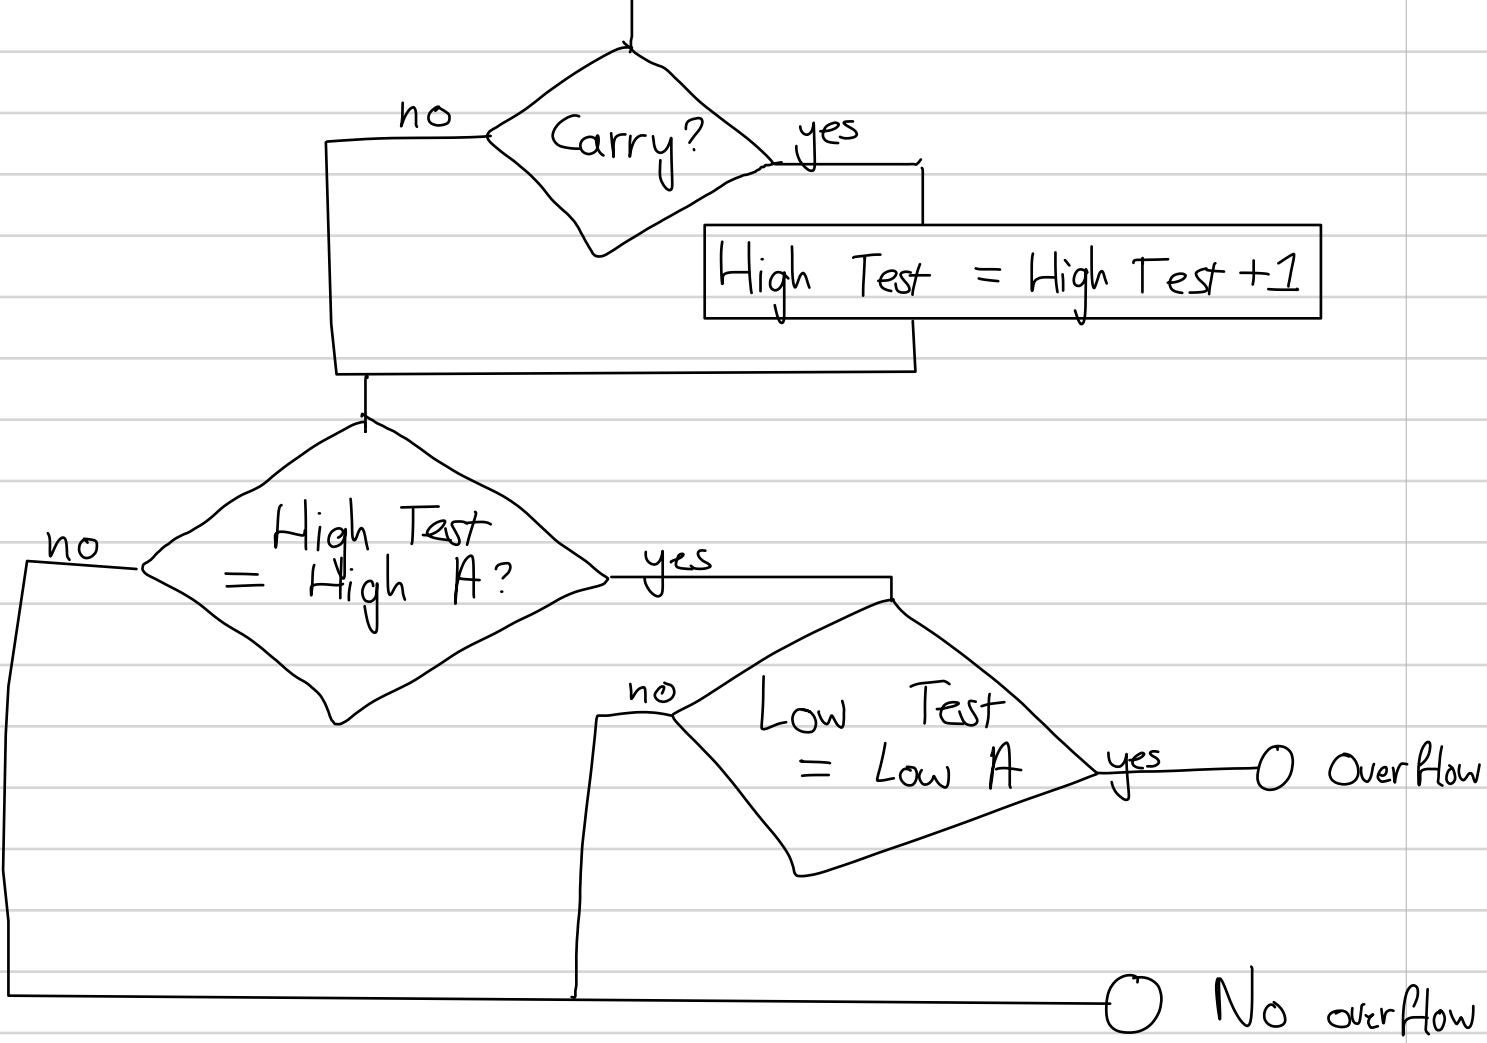 no
Carry?
yes
High Test = High Test +1
High Test
= High A?
no
yes
no
Low Test
= Low A
yes
Overflow
No overflow